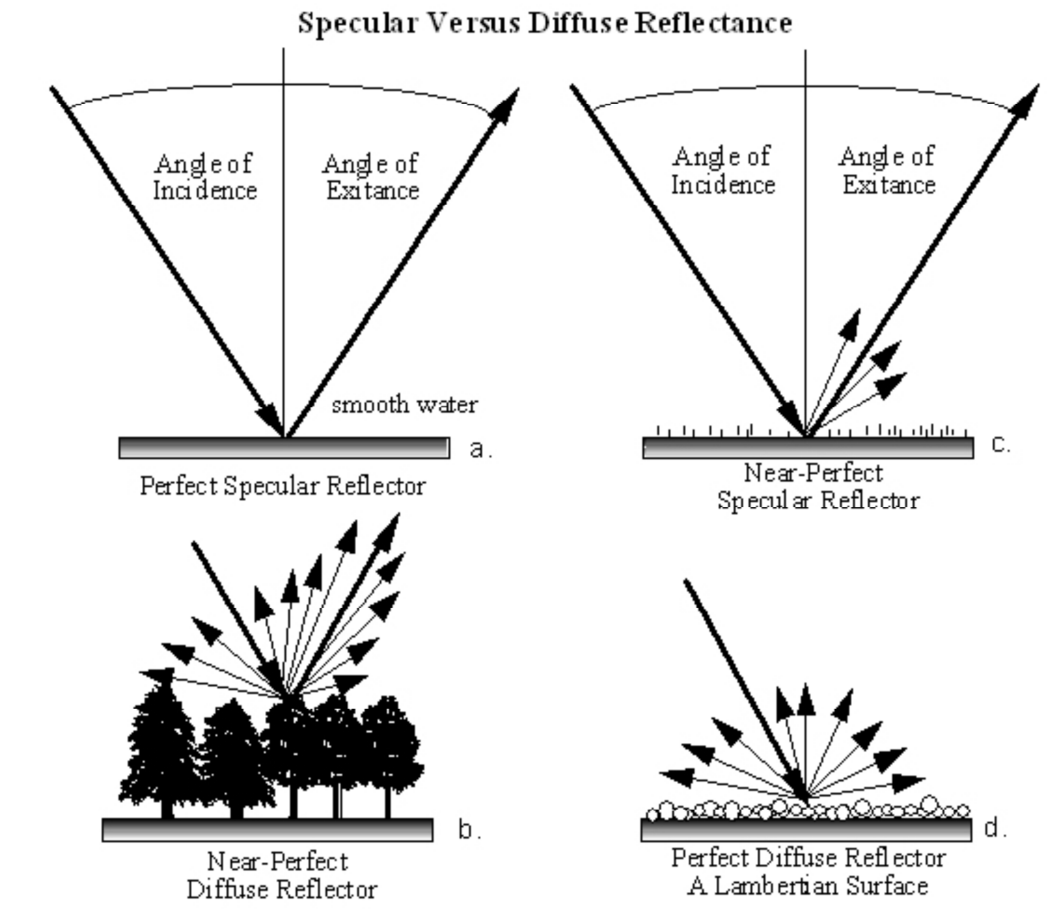 Specular Versus Diffuse Reflectance
Angle of
Incidence
Angle of
Exitance
smooth water
a.
Perfect Specular Reflector
Angle of
Incidence
Angle of
Exitance
c.
Near-Perfect
Specular Reflector
b.
Near-Perfect
Diffuse Reflector
d.
Perfect Diffuse Reflector
A Lambertian Surface